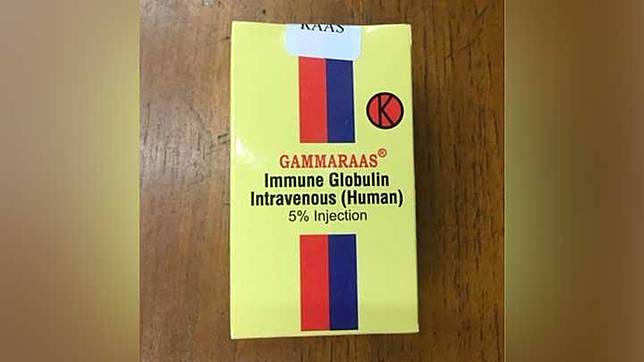 RAAS
K
GAMMARAAS®
Immune Globulin
Intravenous (Human)
5% Injection